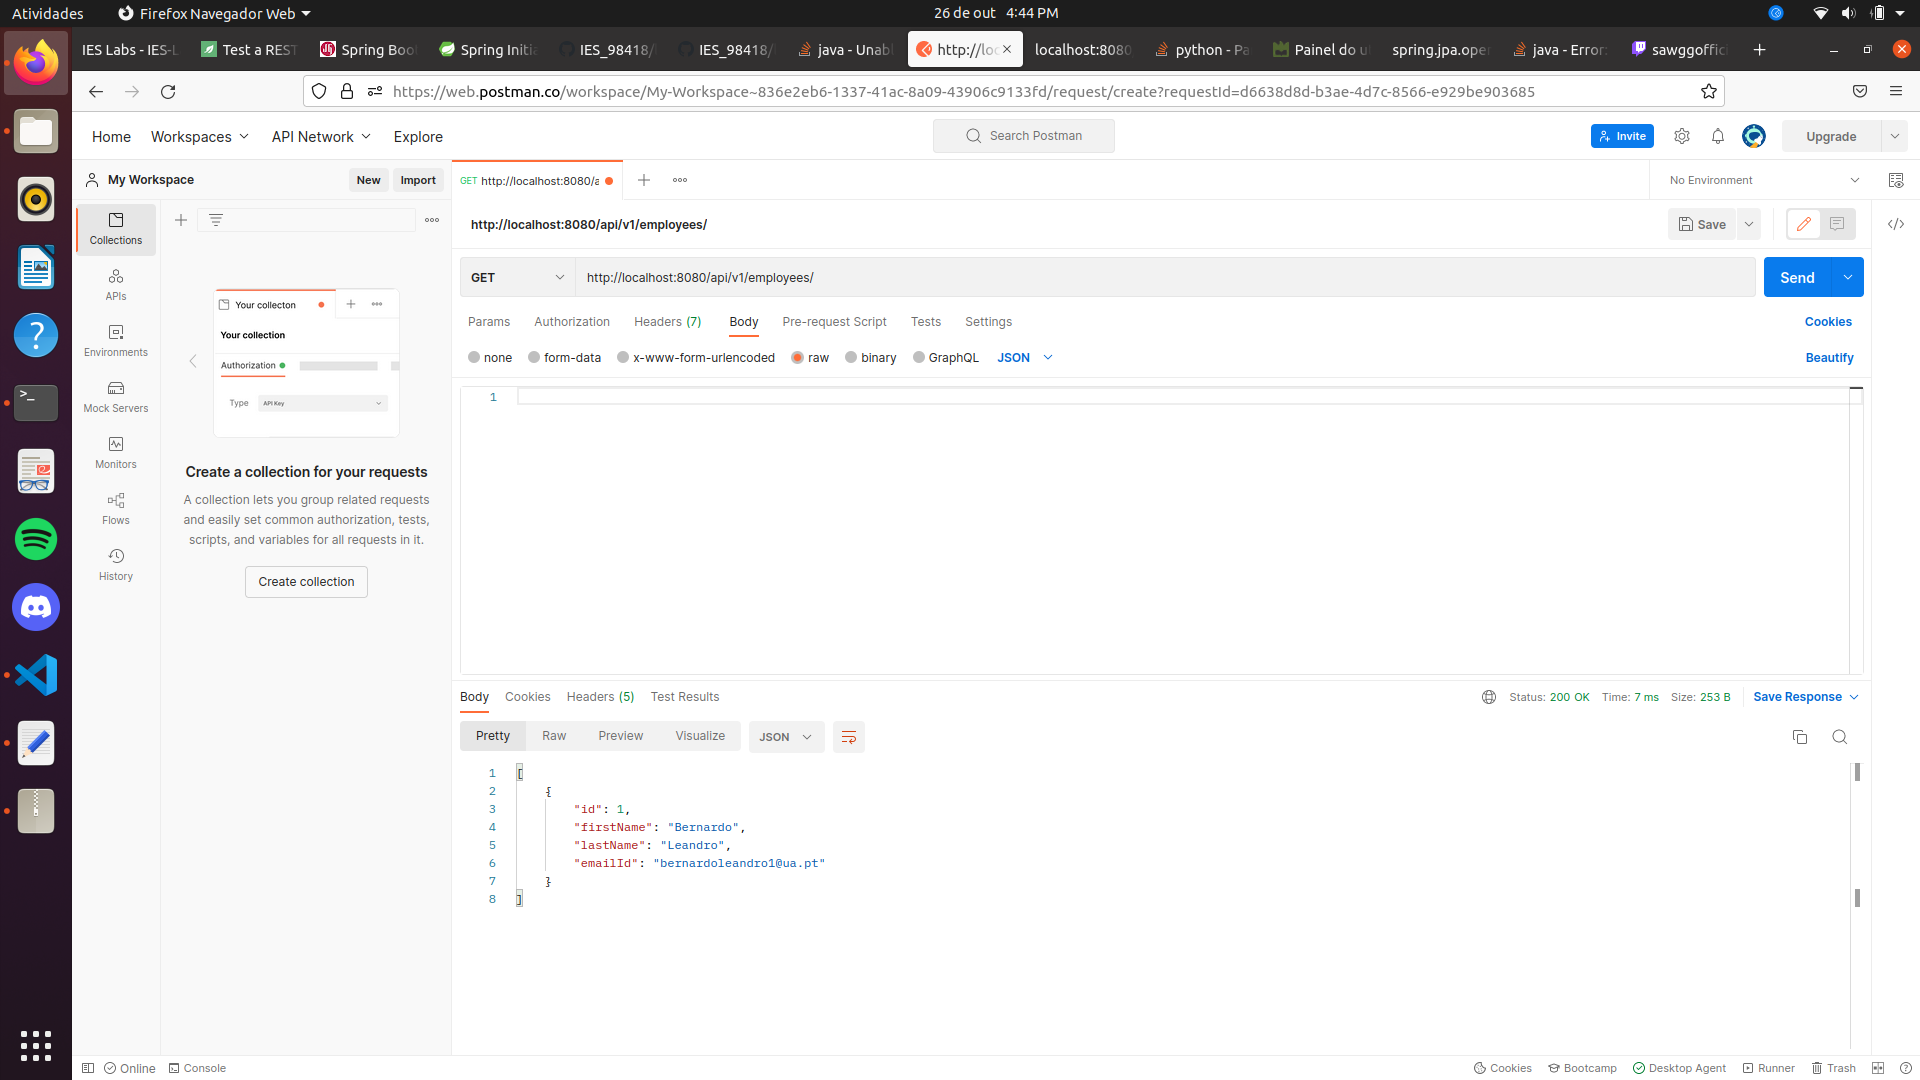 Atividades Firefox Navegador Web 26 de out 4:44 PM
IES Labs - IES-L Test a REST Spring Boo Spring Initia IES_98418/ IES_98418/ java - Unab http://loc localhost:8080 python - Pa Painel do u spring.jpa.ope java - Error: sawggoffici
https://web.postman.co/workspace/My-Workspace~836e2eb6-1337-41ac-8a09-43906c9133fd/request/create?requestId=d6638d8d-b3ae-4d7c-8566-e929be903685
Home Workspaces API Network Explore Search Postman Invite Upgrade
My Workspace New Import GET http://localhost:8080/a No Environment
Collections
http://localhost:8080/api/v1/employees/ Save
APIs
GET http://localhost:8080/api/v1/employees/ Send
Environments
Params Authorization Headers (7) Body Pre-request Script Tests Settings Cookies
none form-data x-www-form-urlencoded raw binary GraphQL JSON Beautify
Mock Servers
1
Monitors
Flows
History
Your collecton
Your collection
Authorization
Type API Key
Create a collection for your requests
A collection lets you group related requests
and easily set common authorization, tests,
scripts, and variables for all requests in it.
Create collection
Body Cookies Headers (5) Test Results Status: 200 OK Time: 7 ms Size: 253 B Save Response
Pretty Raw Preview Visualize JSON
1 [
2 {
3 "id": 1,
4 "firstName": "Bernardo",
5 "lastName": "Leandro",
6 "emailId": "bernardoleandro1@ua.pt"
7 }
8 ]
Online Console Cookies Bootcamp Desktop Agent Runner Trash